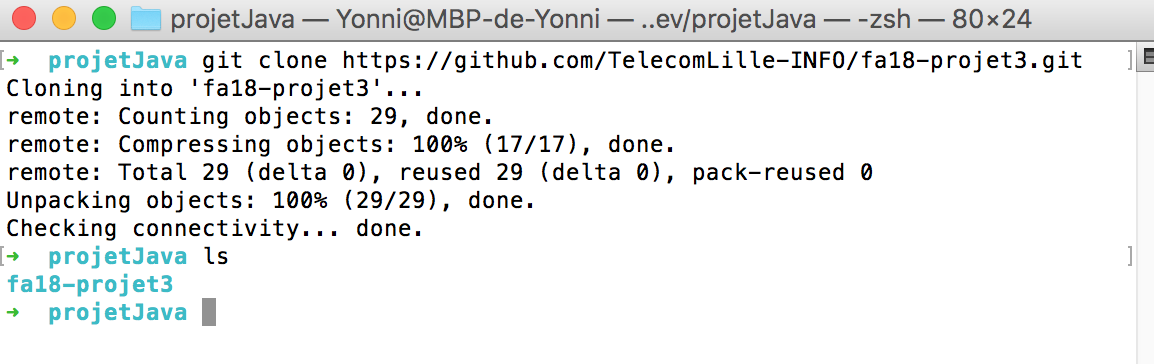 projetJava — Yonni@MBP-de-Yonni — ..ev/projetJava — -zsh — 80×24
[➜  projetJava git clone https://github.com/TelecomLille-INFO/fa18-projet3.git ]
Cloning into 'fa18-projet3'...
remote: Counting objects: 29, done.
remote: Compressing objects: 100% (17/17), done.
remote: Total 29 (delta 0), reused 29 (delta 0), pack-reused 0
Unpacking objects: 100% (29/29), done.
Checking connectivity... done.
[➜  projetJava ls ]
fa18-projet3
➜  projetJava